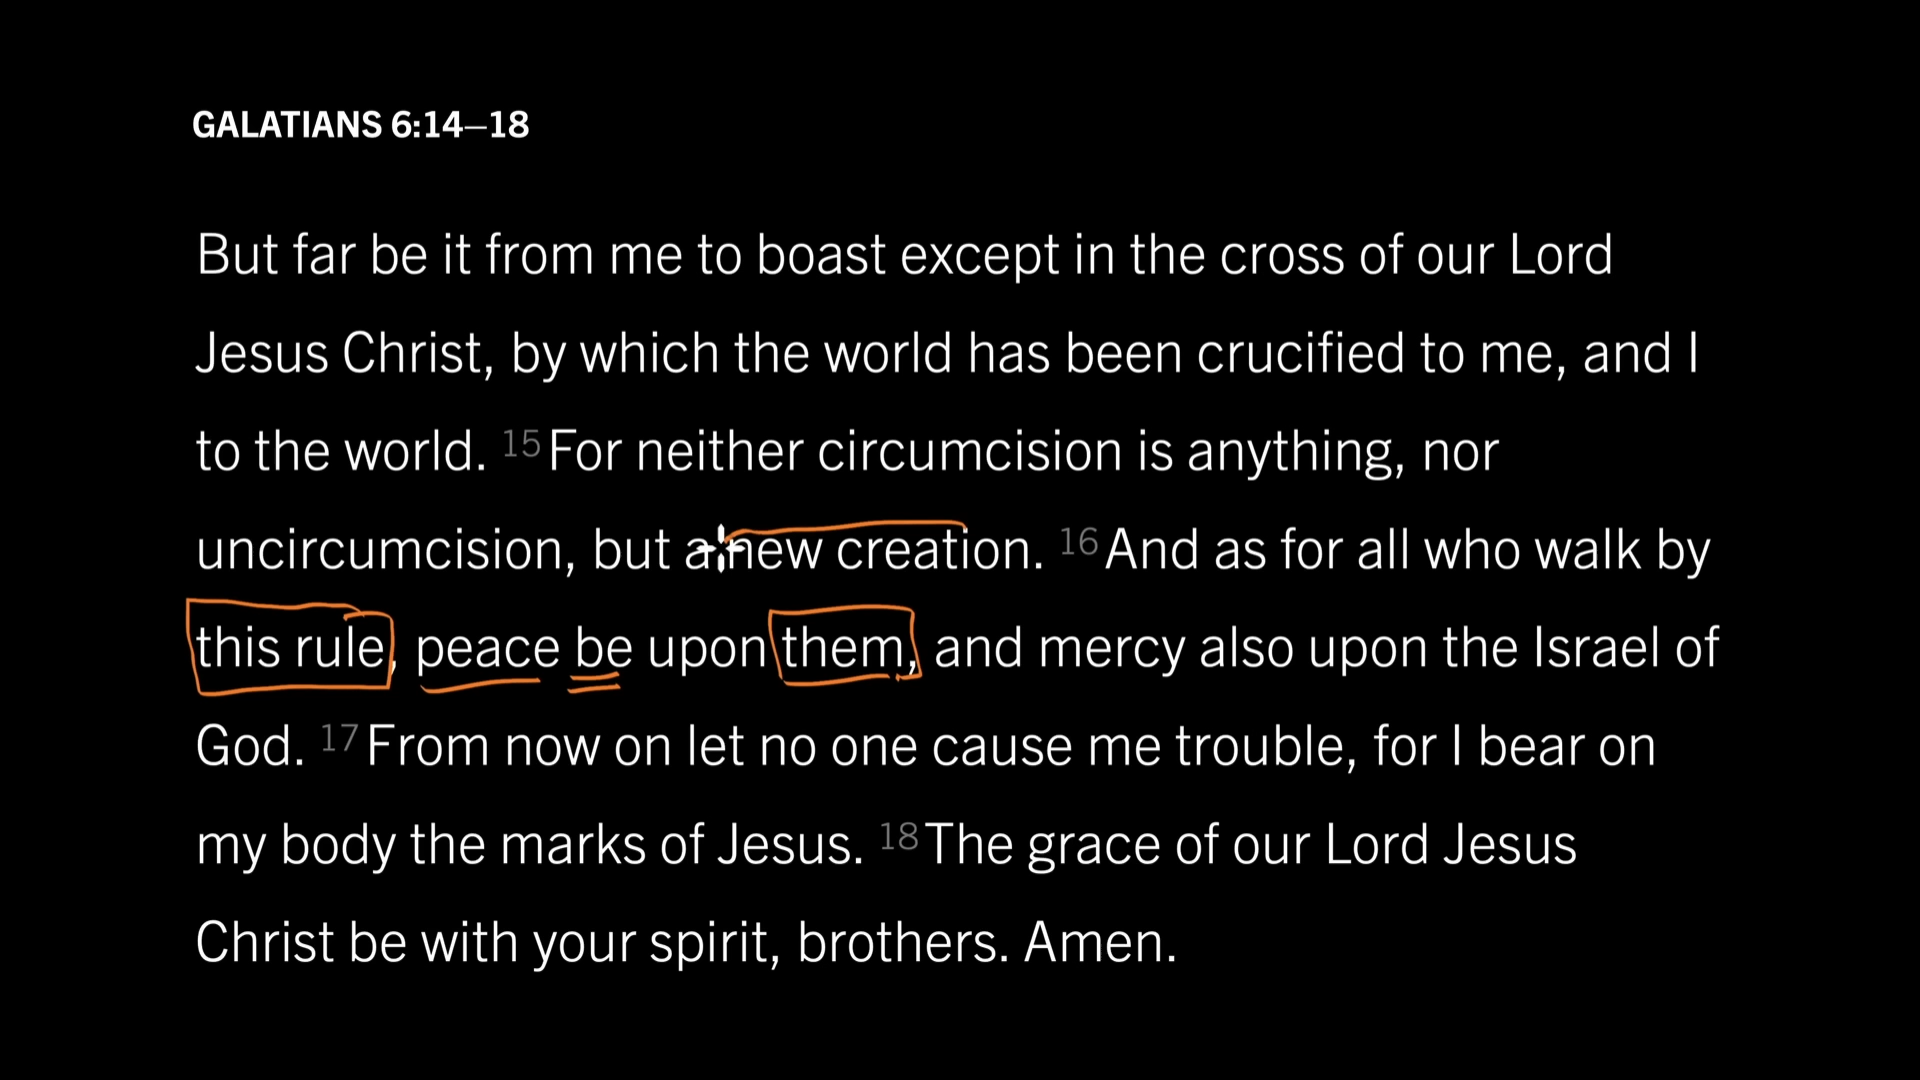 GALATIANS 6:14–18
But far be it from me to boast except in the cross of our Lord
Jesus Christ, by which the world has been crucified to me, and I
to the world. 15 For neither circumcision is anything, nor
uncircumcision, but a new creation. 16 And as for all who walk by
this rule, peace be upon them, and mercy also upon the Israel of
God. 17 From now on let no one cause me trouble, for I bear on
my body the marks of Jesus. 18 The grace of our Lord Jesus
Christ be with your spirit, brothers. Amen.